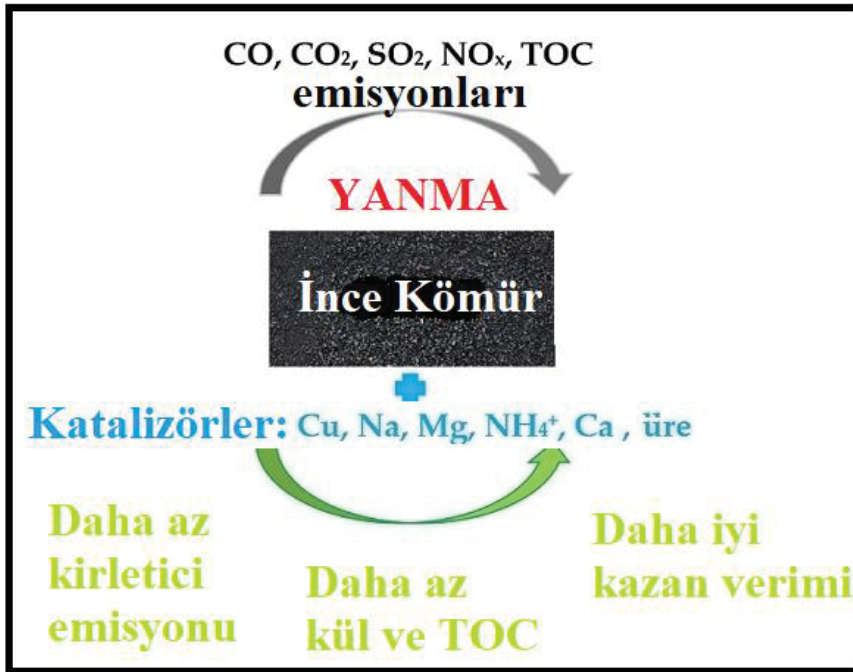 CO, CO₂, SO₂, NOₓ, TOC
emisyonları
YANMA
İnce Kömür
Katalizörler: Cu, Na, Mg, NH₄⁺, Ca , üre
Daha az
kirletici
emisyonu
Daha az
kül ve TOC
Daha iyi
kazan verimi